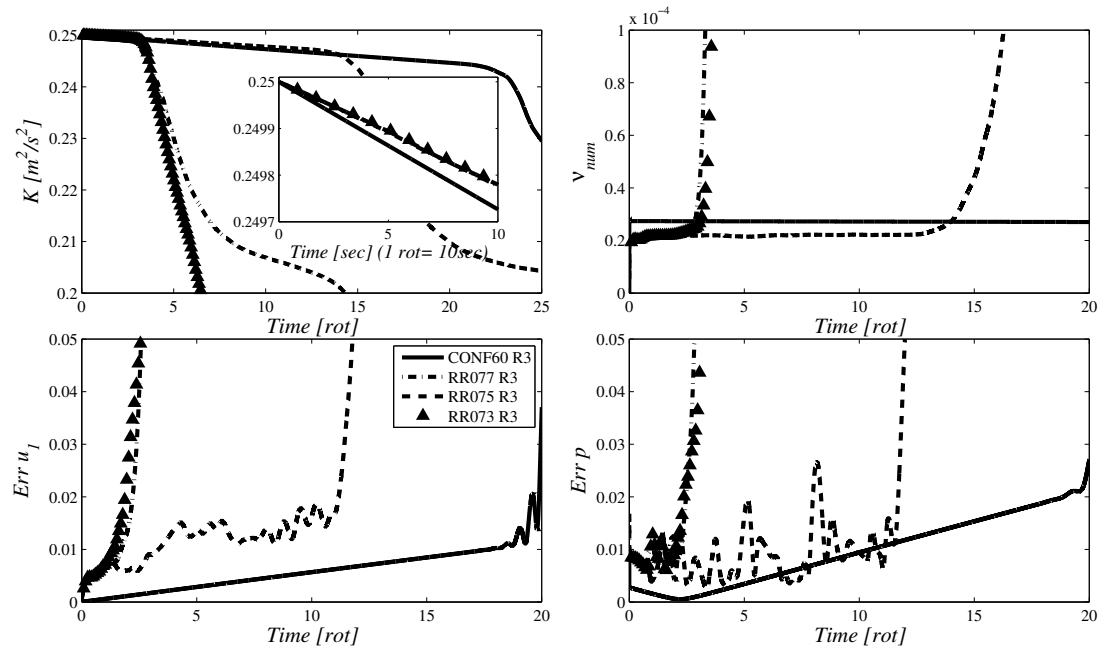 0.25
0.24
0.23
0.22
0.21
0.2
K [m²/s²]
0 5 10 15 20 25
Time [rot]
0.25
0.2499
0.2498
0.2497
0 5 10
Time [sec] (1 rot= 10sec)
1 x 10⁻⁴
0.8
0.6
0.4
0.2
0
ν_num
0 5 10 15 20
Time [rot]
0.05
0.04
0.03
0.02
0.01
0
Err u₁
0 5 10 15 20
Time [rot]
CONF60 R3
RR077 R3
RR075 R3
RR073 R3
0.05
0.04
0.03
0.02
0.01
0
Err p
0 5 10 15 20
Time [rot]